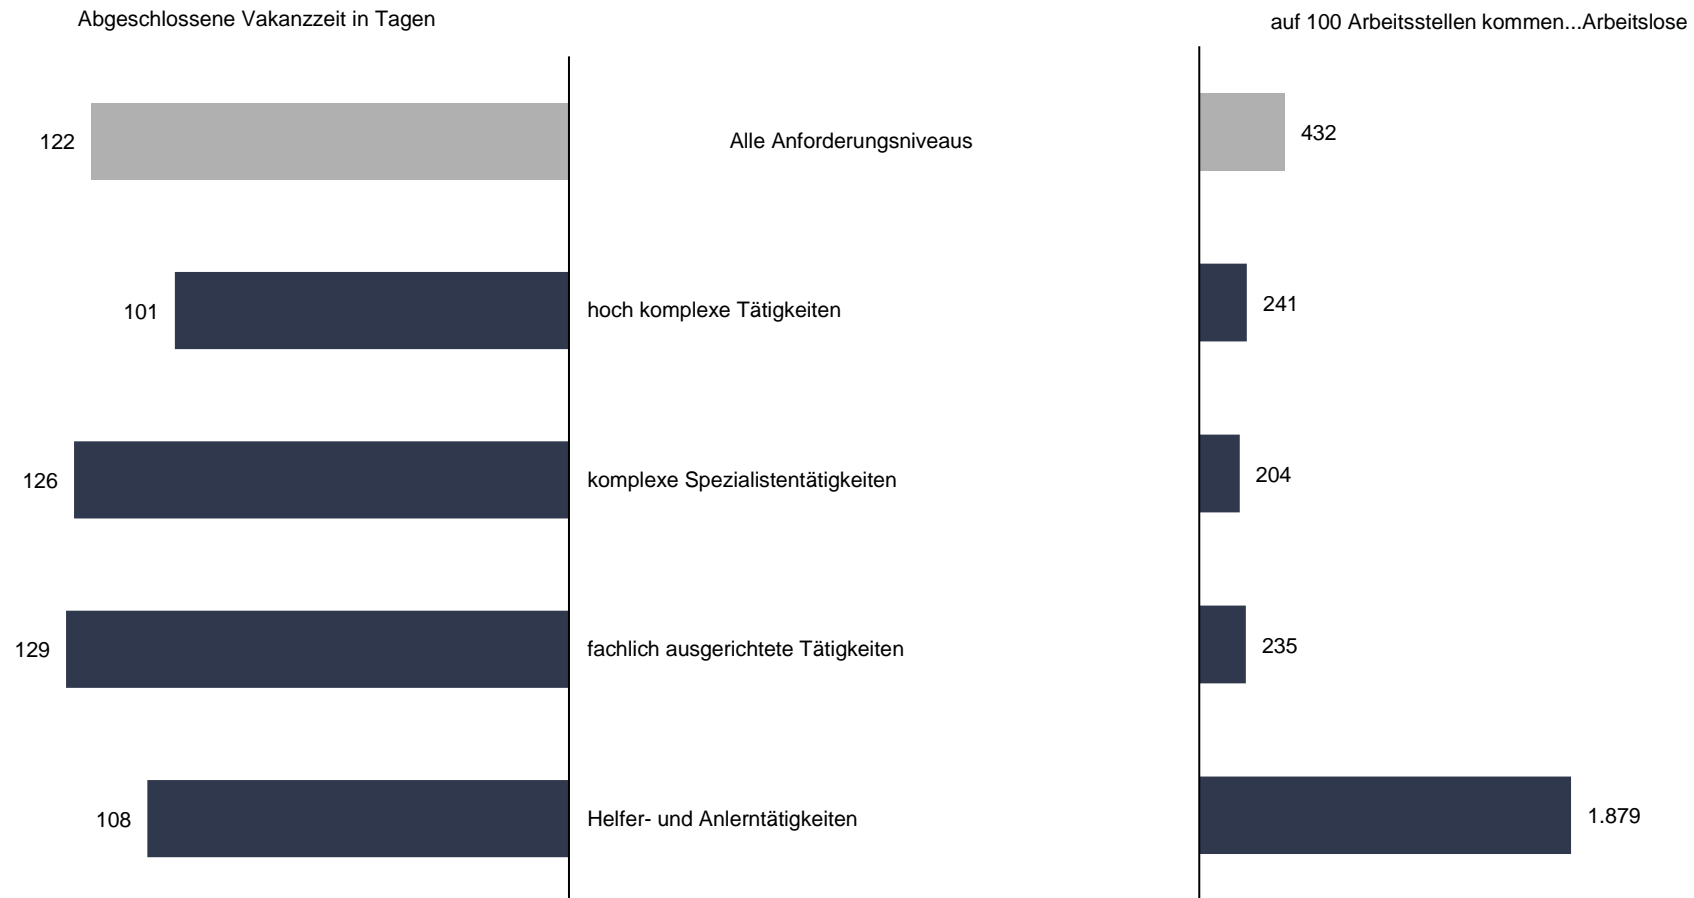 Abgeschlossene Vakanzzeit in Tagen
auf 100 Arbeitsstellen kommen...Arbeitslose
122
Alle Anforderungsniveaus
432
101
hoch komplexe Tätigkeiten
241
126
komplexe Spezialistentätigkeiten
204
129
fachlich ausgerichtete Tätigkeiten
235
108
Helfer- und Anlerntätigkeiten
1.879